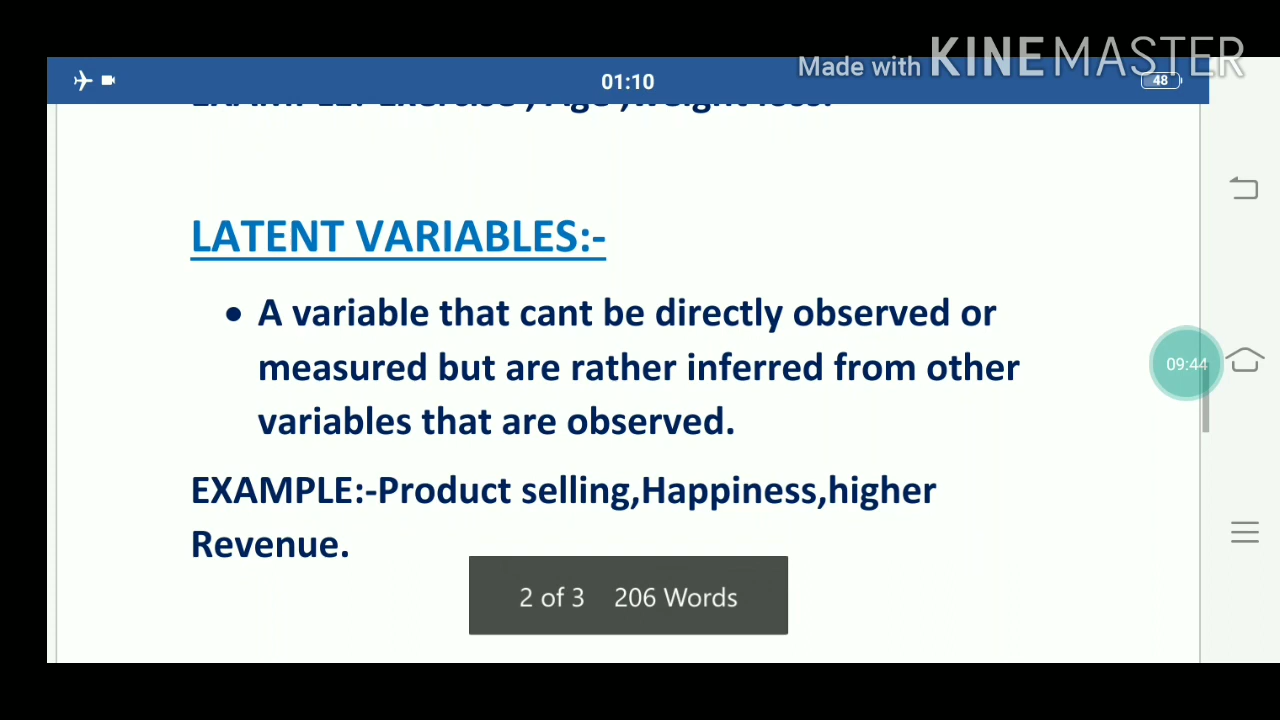 Made with KINEMASTER
01:10
48
LATENT VARIABLES:-
• A variable that cant be directly observed or
measured but are rather inferred from other
variables that are observed.
09:44
EXAMPLE:-Product selling,Happiness,higher
Revenue.
2 of 3 206 Words